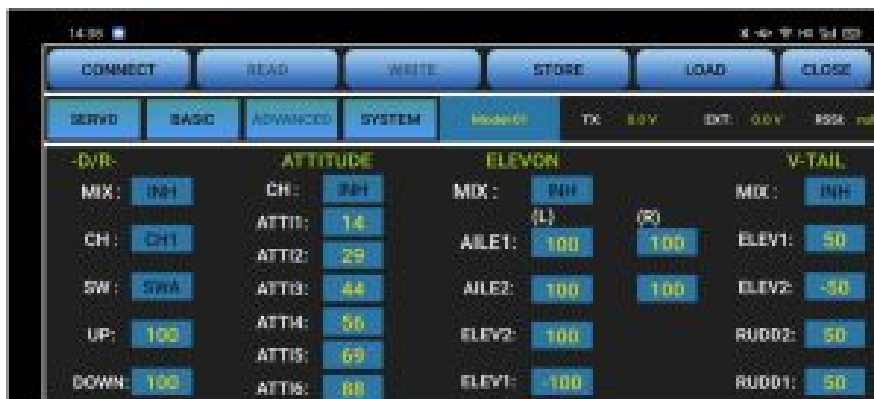 14:38
CONNECT READ WRITE STORE LOAD CLOSE
SERVO BASIC ADVANCED SYSTEM Model 01 TX: 0.0 V EXT: 0.0 V RSSI:
-D/R- ATTITUDE ELEVON V-TAIL
MIX: INH CH: INH MIX: INH MIX: INH
(L) (R)
CH: CH1 ATTI1: 14 AILE1: 100 100 ELEV1: 50
ATTI2: 29
SW: SWA ATTI3: 44 AILE2: 100 100 ELEV2: -50
UP: 100 ATTI4: 56 ELEV2: 100 RUDD2: 50
ATTI5: 69
DOWN: 100 ATTI6: 88 ELEV1: -100 RUDD1: 50